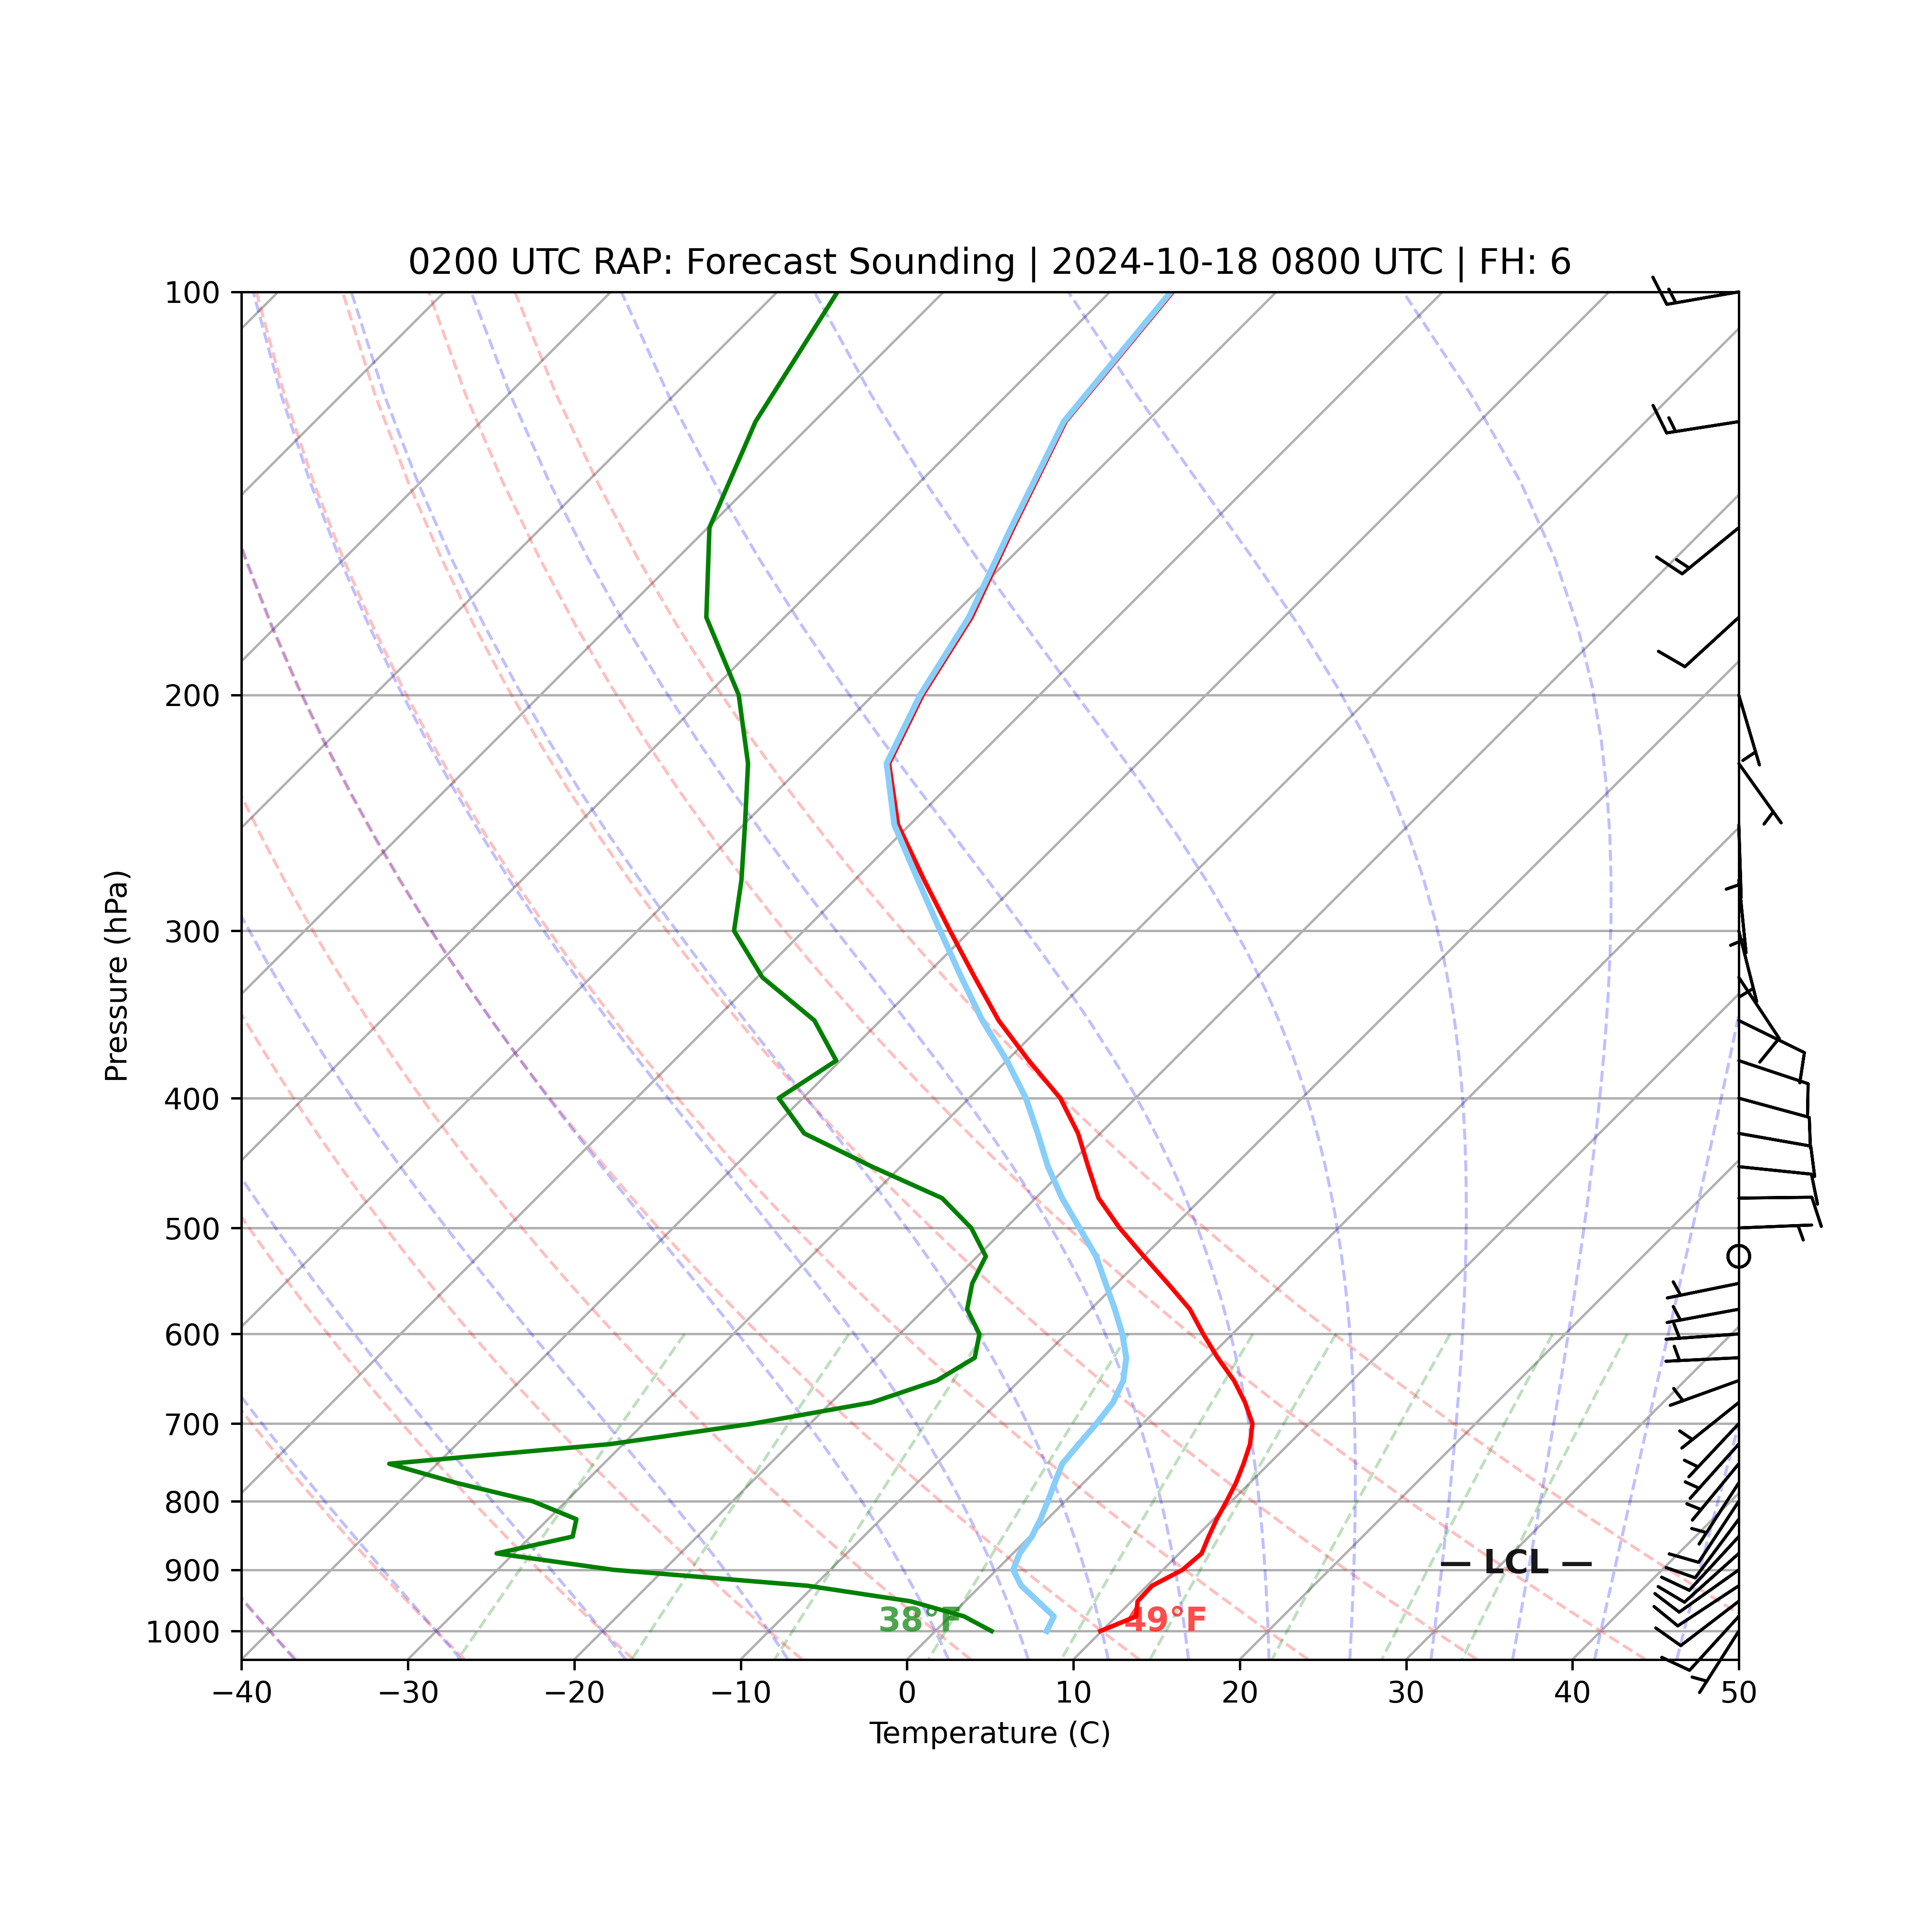 0200 UTC RAP: Forecast Sounding | 2024-10-18 0800 UTC | FH: 6
100
200
300
400
500
600
700
800
900
1000
Pressure (hPa)
— LCL —
38°F
49°F
−40 −30 −20 −10 0 10 20 30 40 50
Temperature (C)